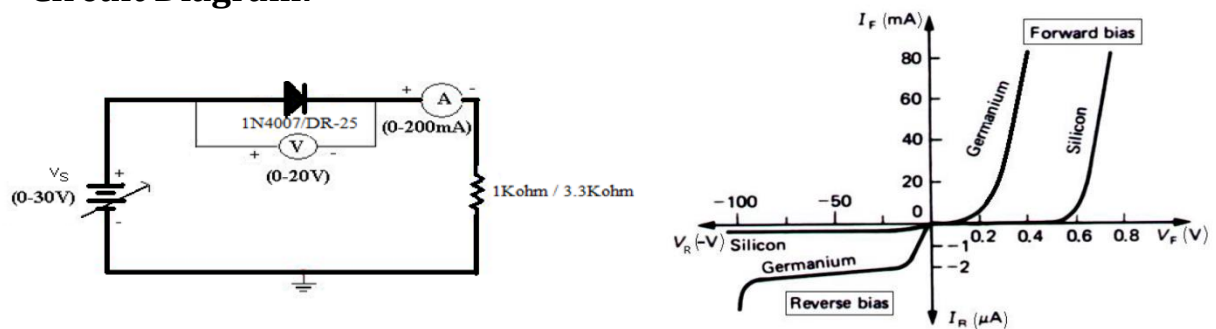 +
-
1N4007/DR-25
+
V
-
(0-20V)
+
A
-
(0-200mA)
VS
(0-30V)
+
-
1Kohm / 3.3Kohm
IF (mA)
Forward bias
80
60
40
20
0
Germanium
Silicon
-100
-50
0.2
0.4
0.6
0.8
VF (V)
VR (-V)
Silicon
-1
Germanium
-2
Reverse bias
IR (μA)